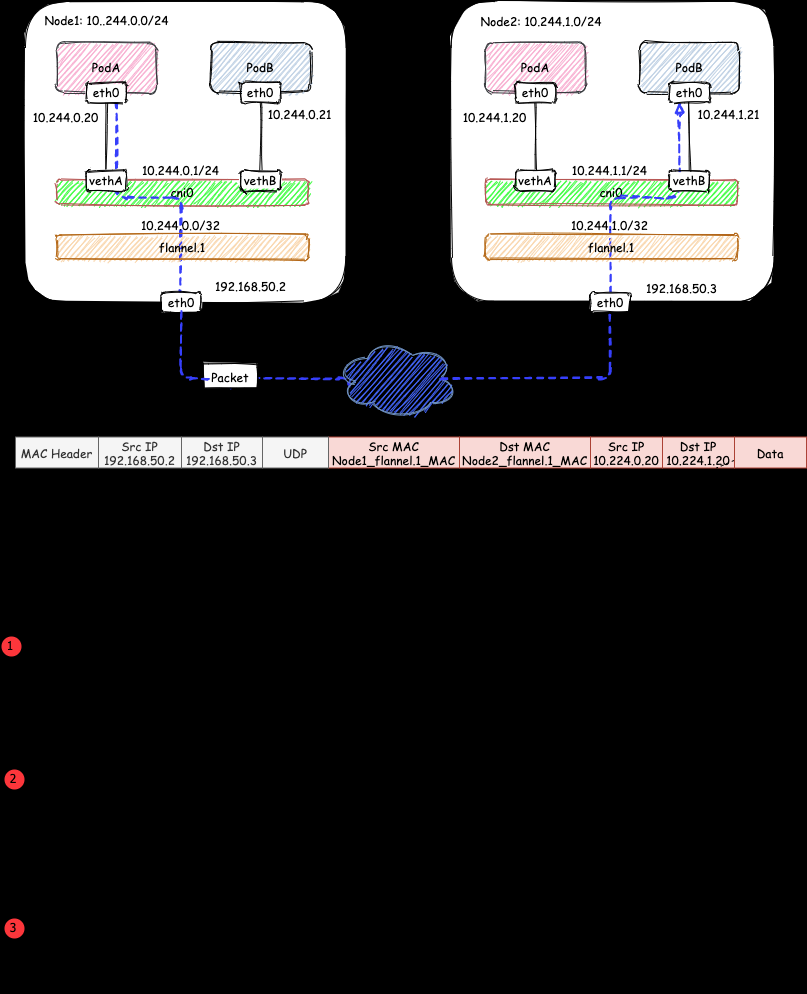 Node1: 10..244.0.0/24
PodA
PodB
eth0
eth0
10.244.0.20
10.244.0.21
10.244.0.1/24
vethA
vethB
cni0
10.244.0.0/32
flannel.1
192.168.50.2
eth0
Node2: 10.244.1.0/24
PodA
PodB
eth0
eth0
10.244.1.20
10.244.1.21
10.244.1.1/24
vethA
vethB
cni0
10.244.1.0/32
flannel.1
192.168.50.3
eth0
Packet
MAC Header
Src IP
192.168.50.2
Dst IP
192.168.50.3
UDP
Src MAC
Node1_flannel.1_MAC
Dst MAC
Node2_flannel.1_MAC
Src IP
10.224.0.20
Dst IP
10.224.1.20
Data
1
2
3